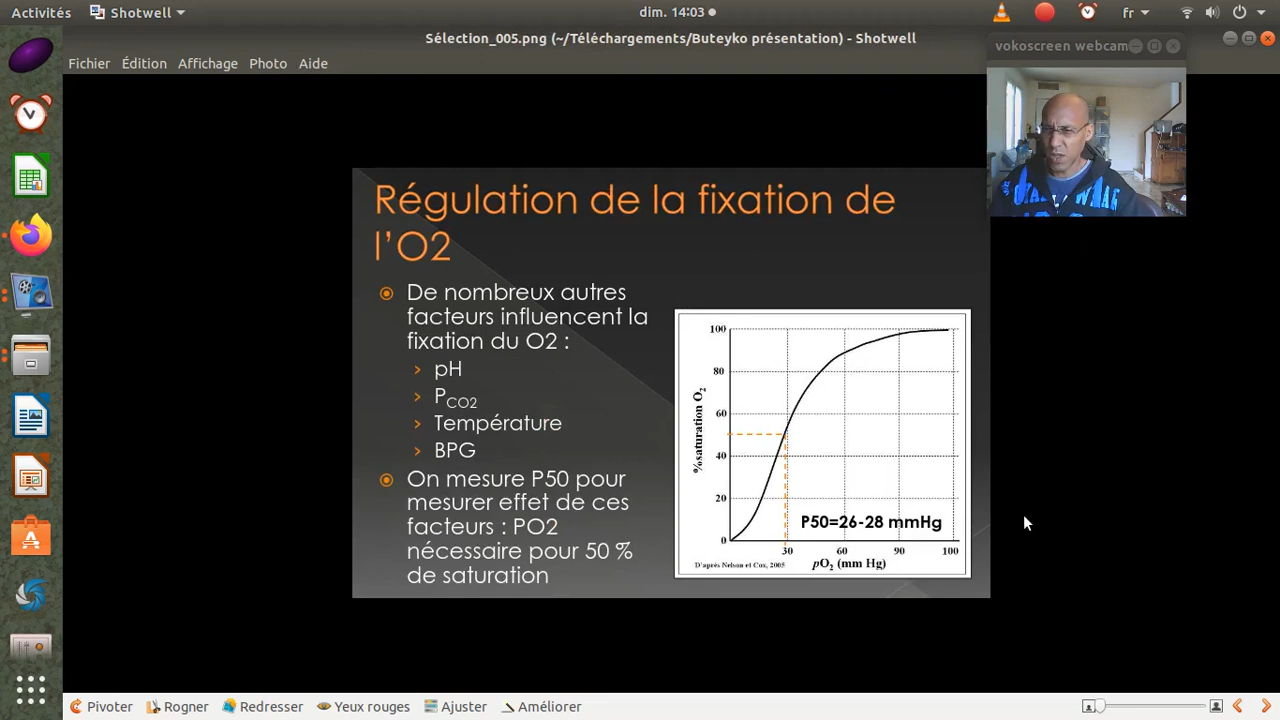 Activités
Shotwell
dim. 14:03
fr
Sélection_005.png (~/Téléchargements/Buteyko présentation) - Shotwell
vokoscreen webcam
Fichier Édition Affichage Photo Aide
Régulation de la fixation de
l'O2
De nombreux autres
facteurs influencent la
fixation du O2 :
pH
PCO2
Température
BPG
On mesure P50 pour
mesurer effet de ces
facteurs : PO2
nécessaire pour 50 %
de saturation
%saturation O2
100
80
60
40
20
0
P50=26-28 mmHg
30 60 90 100
D'après Nelson et Cox, 2005
pO2 (mm Hg)
Pivoter Rogner Redresser Yeux rouges Ajuster Améliorer